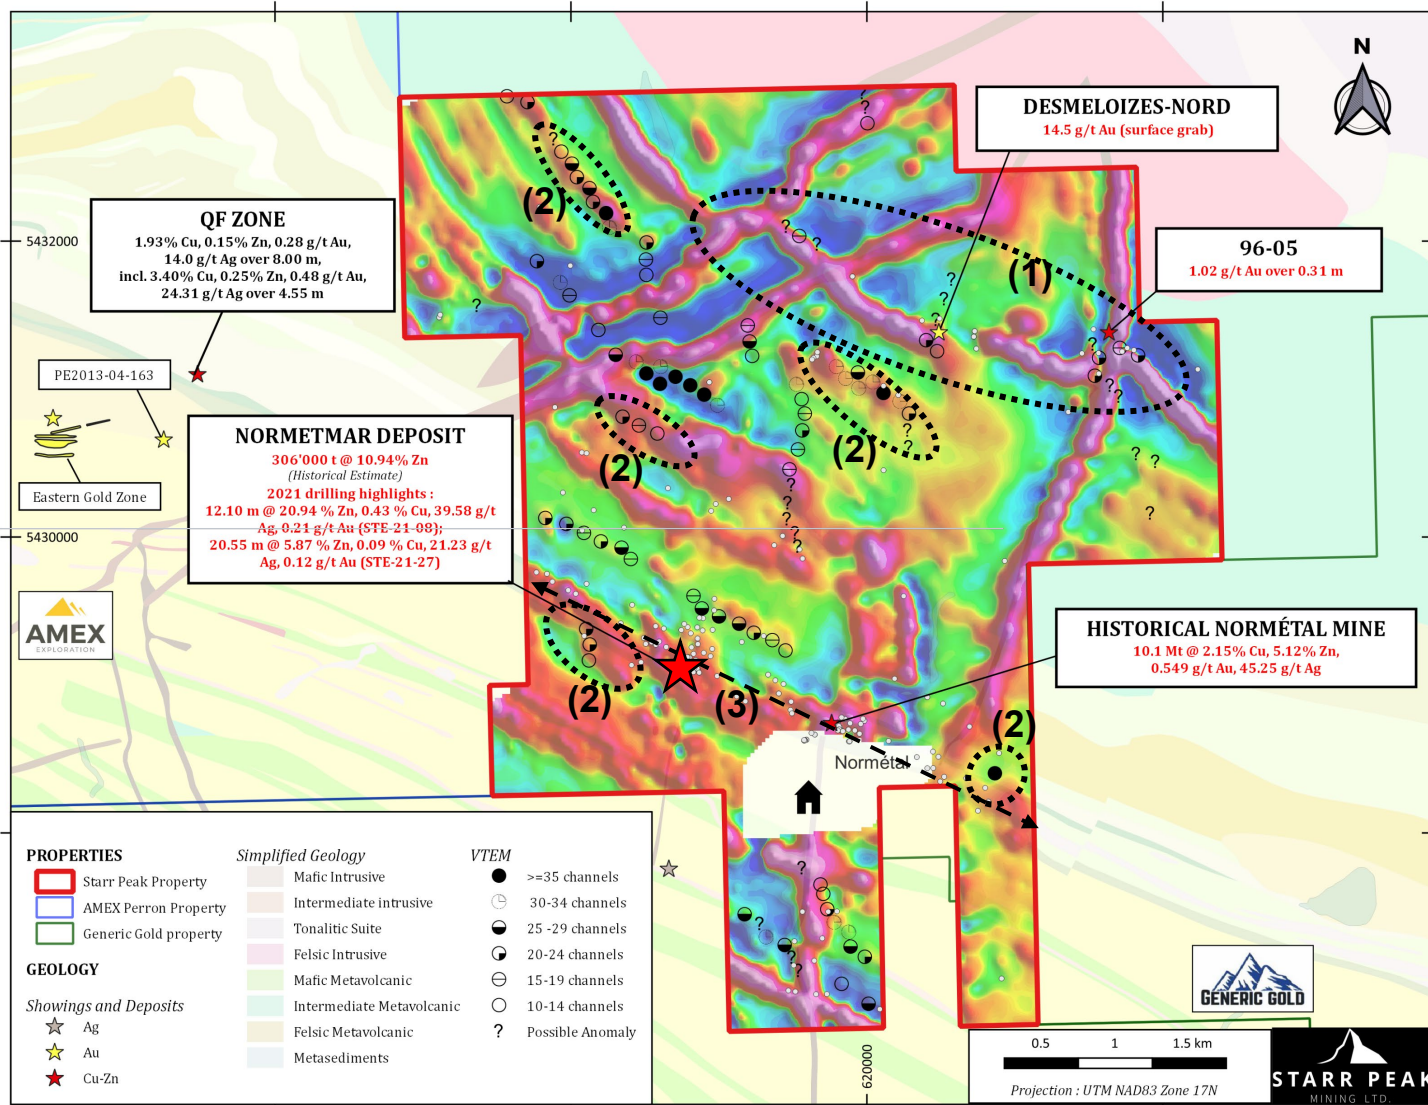 N
DESMELOIZES-NORD
14.5 g/t Au (surface grab)
QF ZONE
1.93% Cu, 0.15% Zn, 0.28 g/t Au,
14.0 g/t Ag over 8.00 m,
incl. 3.40% Cu, 0.25% Zn, 0.48 g/t Au,
24.31 g/t Ag over 4.55 m
96-05
1.02 g/t Au over 0.31 m
5432000
5430000
620000
PE2013-04-163
Eastern Gold Zone
NORMETMAR DEPOSIT
306'000 t @ 10.94% Zn
(Historical Estimate)
2021 drilling highlights :
12.10 m @ 20.94 % Zn, 0.43 % Cu, 39.58 g/t
Ag, 0.21 g/t Au (STE-21-08);
20.55 m @ 5.87 % Zn, 0.09 % Cu, 21.23 g/t
Ag, 0.12 g/t Au (STE-21-27)
HISTORICAL NORMÉTAL MINE
10.1 Mt @ 2.15% Cu, 5.12% Zn,
0.549 g/t Au, 45.25 g/t Ag
(2)
(1)
(2)
(2)
(2)
(3)
(2)
Normétal
AMEX
EXPLORATION
PROPERTIES
Starr Peak Property
AMEX Perron Property
Generic Gold property
GEOLOGY
Showings and Deposits
Ag
Au
Cu-Zn
Simplified Geology
Mafic Intrusive
Intermediate intrusive
Tonalitic Suite
Felsic Intrusive
Mafic Metavolcanic
Intermediate Metavolcanic
Felsic Metavolcanic
Metasediments
VTEM
>=35 channels
30-34 channels
25 -29 channels
20-24 channels
15-19 channels
10-14 channels
? Possible Anomaly
GENERIC GOLD
0.5 1 1.5 km
Projection : UTM NAD83 Zone 17N
STARR PEAK
MINING LTD.